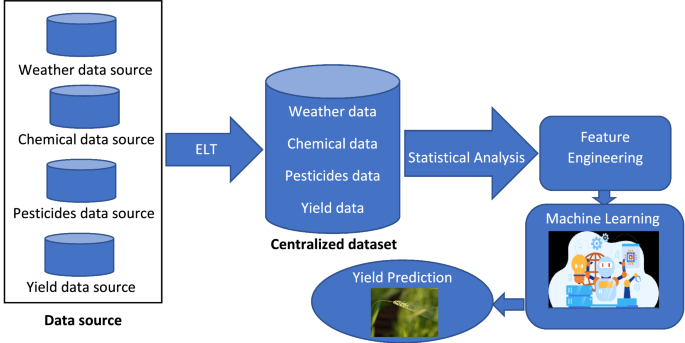 Weather data source
Chemical data source
Pesticides data source
Yield data source
Data source
ELT
Weather data
Chemical data
Pesticides data
Yield data
Centralized dataset
Statistical Analysis
Feature
Engineering
Machine Learning
Yield Prediction